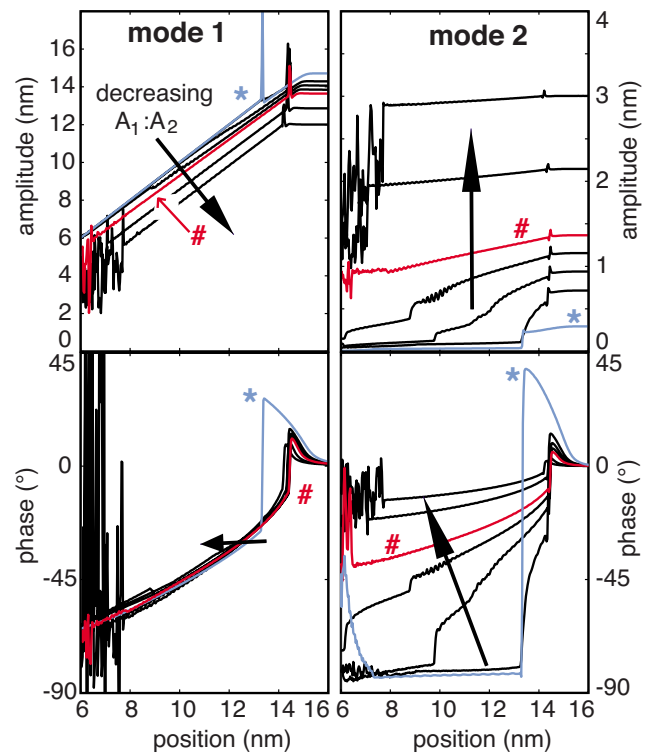 mode 1
mode 2
amplitude (nm)
16
14
12
10
8
6
4
2
0
*
decreasing
A1:A2
#
4
3
2
1
0
amplitude (nm)
#
*
phase (°)
45
0
-45
-90
*
#
*
#
45
0
-45
-90
phase (°)
6 8 10 12 14 16
6 8 10 12 14 16
position (nm)
position (nm)